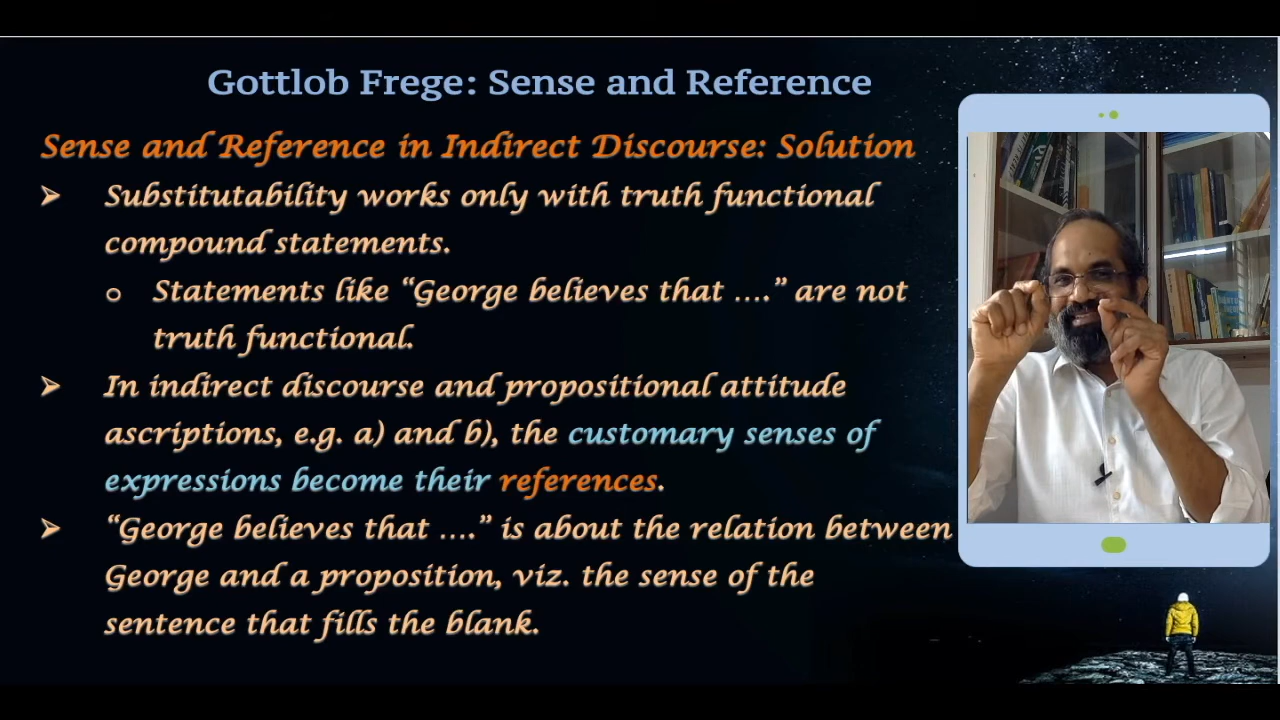 Gottlob Frege: Sense and Reference
Sense and Reference in Indirect Discourse: Solution
➢ Substitutability works only with truth functional
compound statements.
o Statements like “George believes that ….” are not
truth functional.
➢ In indirect discourse and propositional attitude
ascriptions, e.g. a) and b), the customary senses of
expressions become their references.
➢ “George believes that ….” is about the relation between
George and a proposition, viz. the sense of the
sentence that fills the blank.